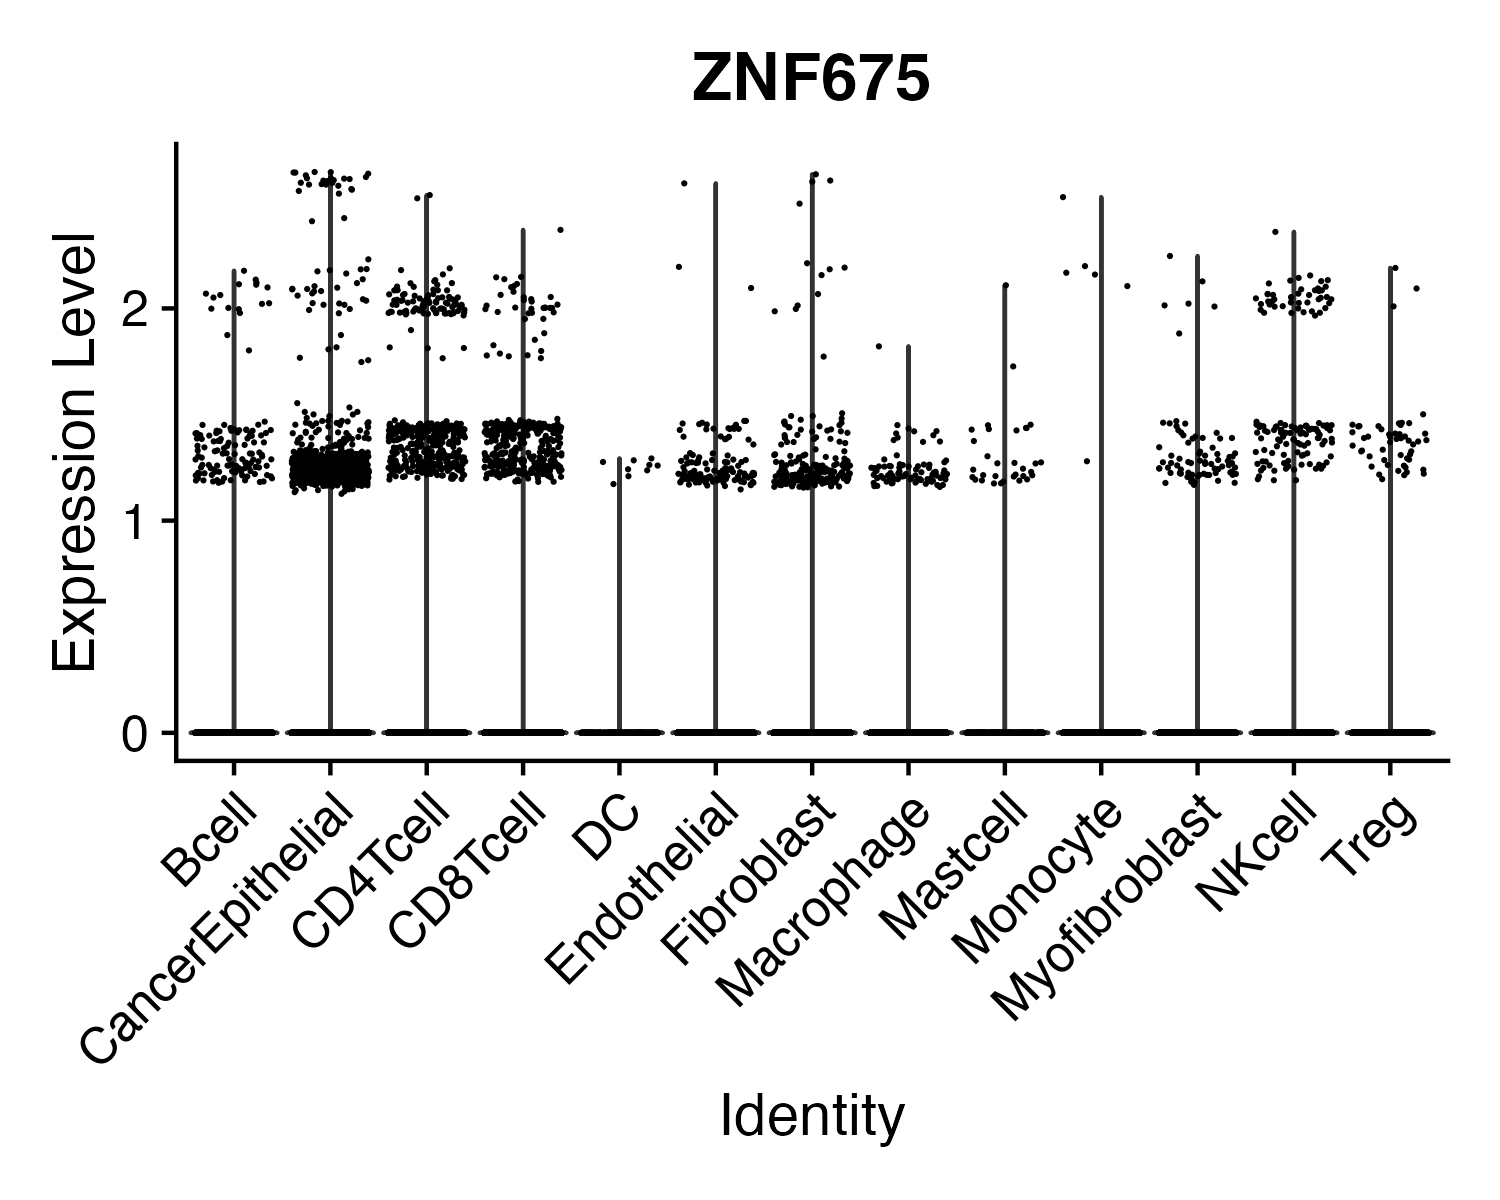 ZNF675
Expression Level
2
1
0
Bcell
CancerEpithelial
CD4Tcell
CD8Tcell
DC
Endothelial
Fibroblast
Macrophage
Mastcell
Monocyte
Myofibroblast
NKcell
Treg
Identity